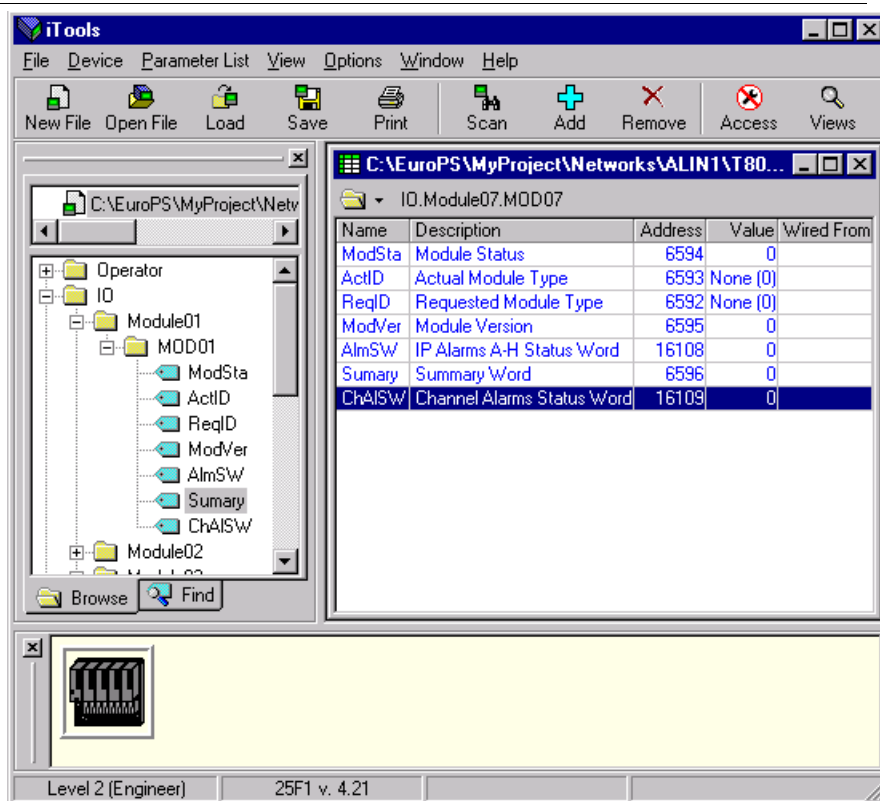 iTools
File Device Parameter List View Options Window Help
New File Open File Load Save Print Scan Add Remove Access Views
C:\EuroPS\MyProject\Netw
Operator
IO
Module01
MOD01
ModSta
ActID
ReqID
ModVer
AlmSW
Sumary
ChAlSW
Module02
Browse Find
C:\EuroPS\MyProject\Networks\ALIN1\T80...
IO.Module07.MOD07
Name Description Address Value Wired From
ModSta Module Status 6594 0
ActID Actual Module Type 6593 None (0)
ReqID Requested Module Type 6592 None (0)
ModVer Module Version 6595 0
AlmSW IP Alarms A-H Status Word 16108 0
Sumary Summary Word 6596 0
ChAlSW Channel Alarms Status Word 16109 0
Level 2 (Engineer) 25F1 v. 4.21